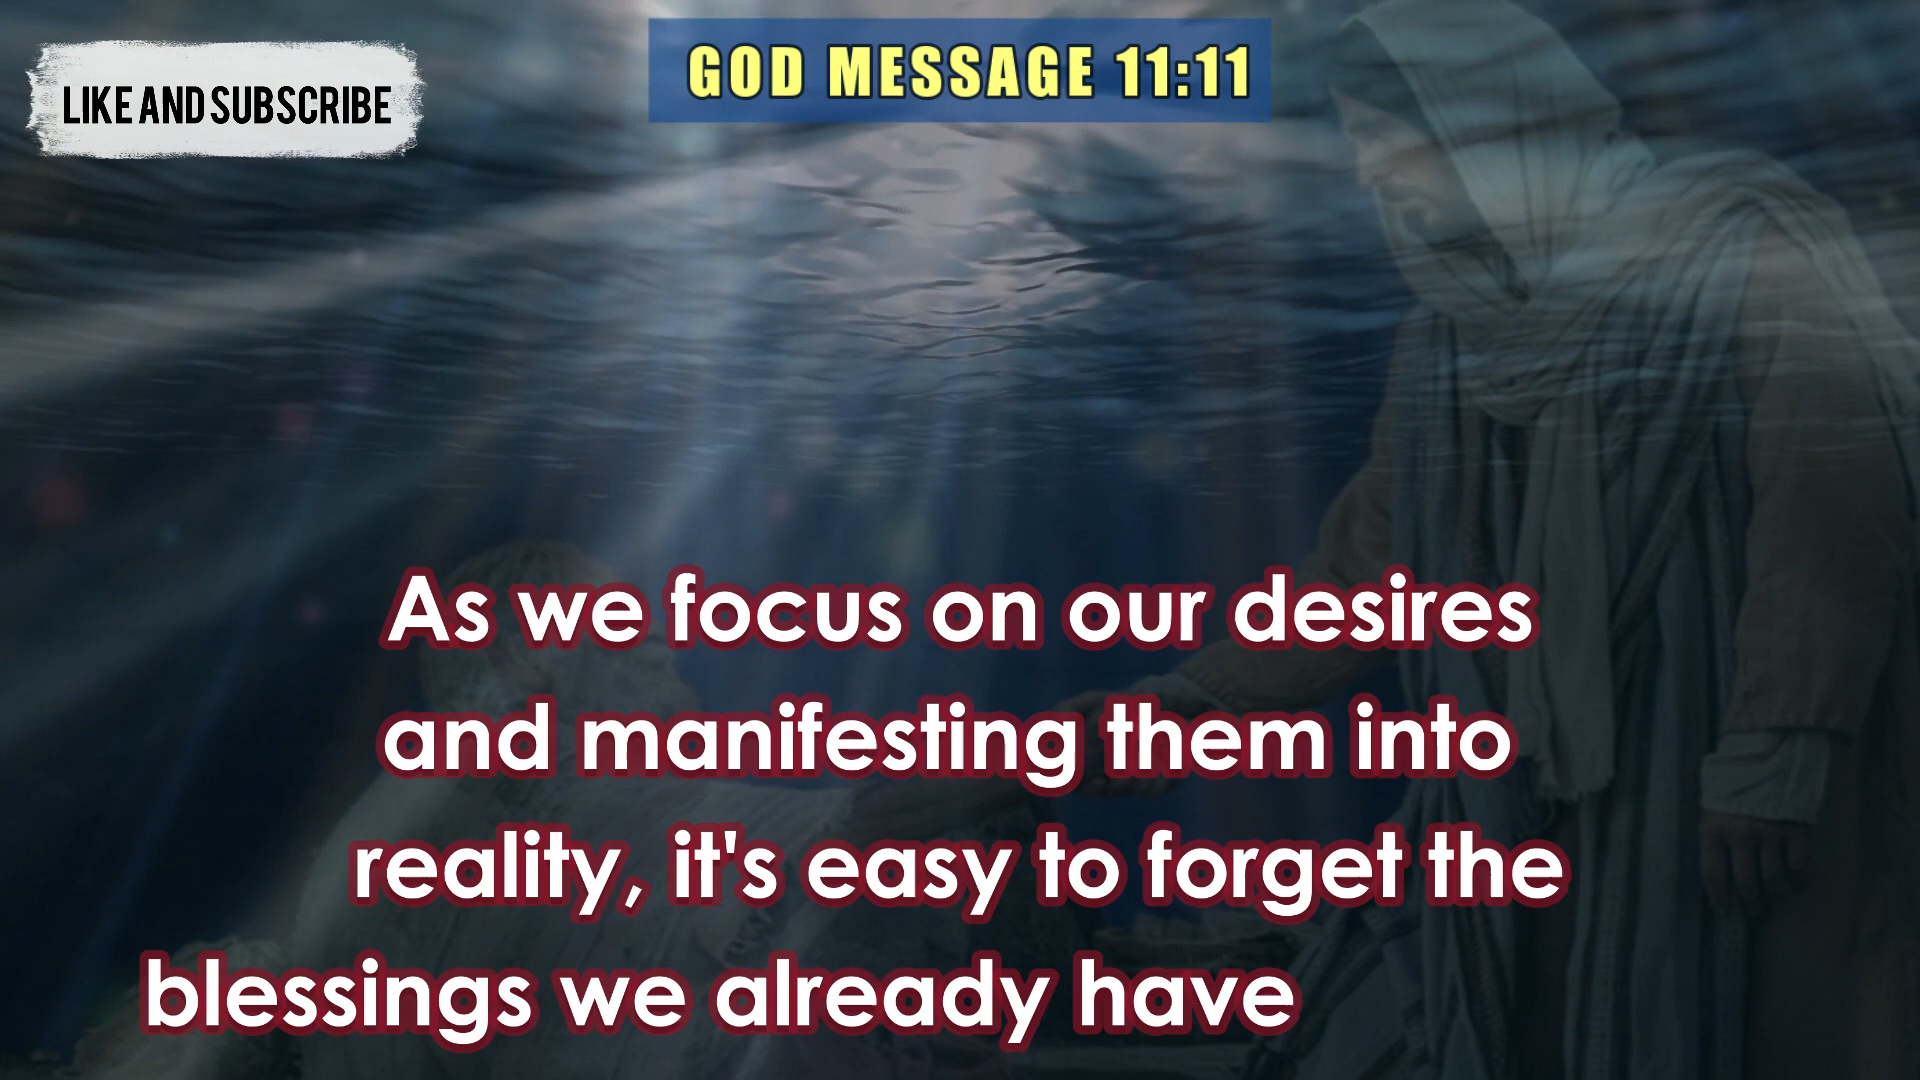 LIKE AND SUBSCRIBE
GOD MESSAGE 11:11
As we focus on our desires
and manifesting them into
reality, it's easy to forget the
blessings we already have